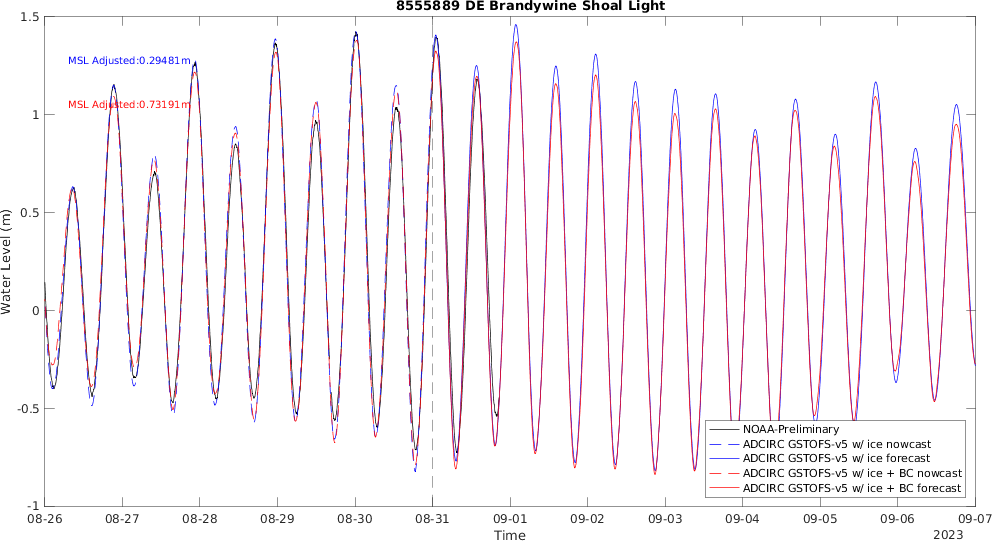 8555889 DE Brandywine Shoal Light
MSL Adjusted:0.29481m
MSL Adjusted:0.73191m
Water Level (m)
1.5
1
0.5
0
-0.5
-1
NOAA-Preliminary
ADCIRC GSTOFS-v5 w/ ice nowcast
ADCIRC GSTOFS-v5 w/ ice forecast
ADCIRC GSTOFS-v5 w/ ice + BC nowcast
ADCIRC GSTOFS-v5 w/ ice + BC forecast
08-26 08-27 08-28 08-29 08-30 08-31 09-01 09-02 09-03 09-04 09-05 09-06 09-07
Time
2023